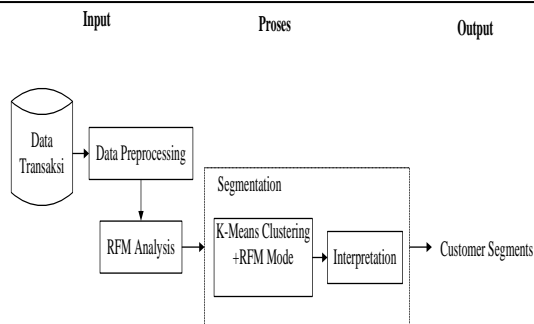 Input
Proses
Output
Data
Transaksi
Data Preprocessing
RFM Analysis
Segmentation
K-Means Clustering
+RFM Mode
Interpretation
Customer Segments